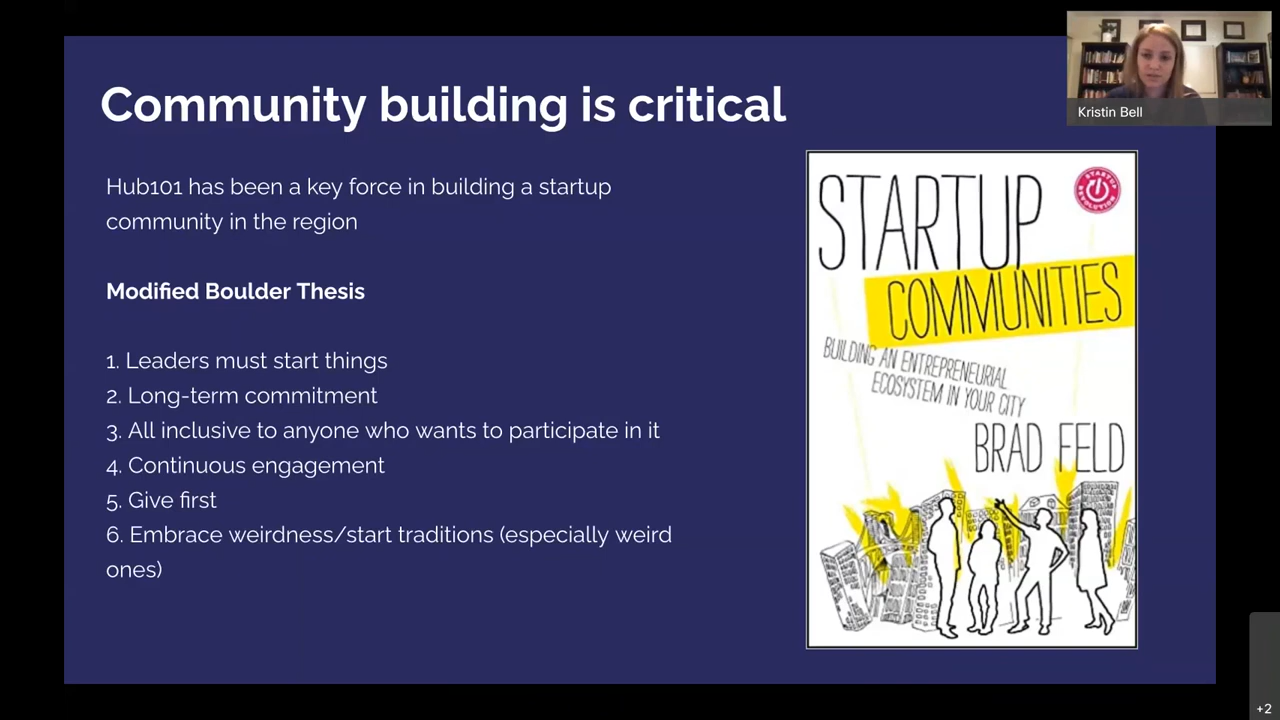 Community building is critical
Hub101 has been a key force in building a startup
community in the region
Modified Boulder Thesis
1. Leaders must start things
2. Long-term commitment
3. All inclusive to anyone who wants to participate in it
4. Continuous engagement
5. Give first
6. Embrace weirdness/start traditions (especially weird
ones)
STARTUP
STARTUP
REVOLUTION
COMMUNITIES
BUILDING AN ENTREPRENEURIAL
ECOSYSTEM IN YOUR CITY
BRAD FELD
Kristin Bell
+2